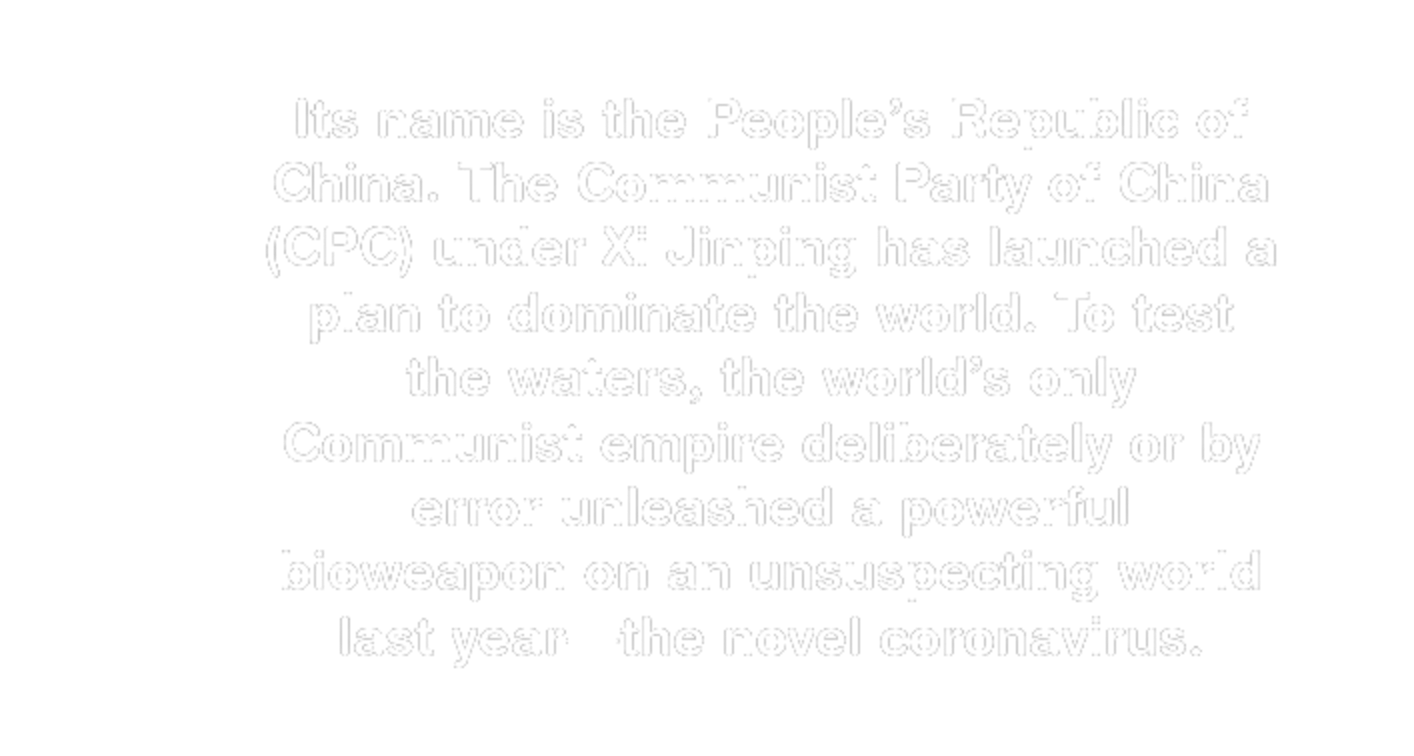 Its name is the People’s Republic of
China. The Communist Party of China
(CPC) under Xi Jinping has launched a
plan to dominate the world. To test
the waters, the world’s only
Communist empire deliberately or by
error unleashed a powerful
bioweapon on an unsuspecting world
last year—the novel coronavirus.